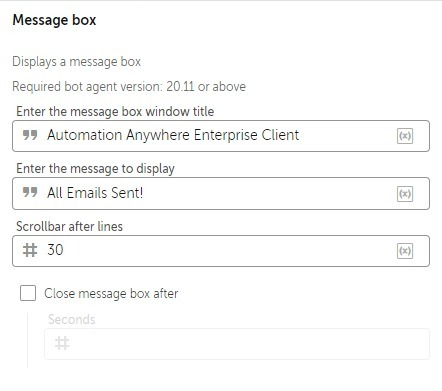 Message box
Displays a message box
Required bot agent version: 20.11 or above
Enter the message box window title
Automation Anywhere Enterprise Client
(x)
Enter the message to display
All Emails Sent!
(x)
Scrollbar after lines
# 30
(x)
Close message box after
Seconds
#